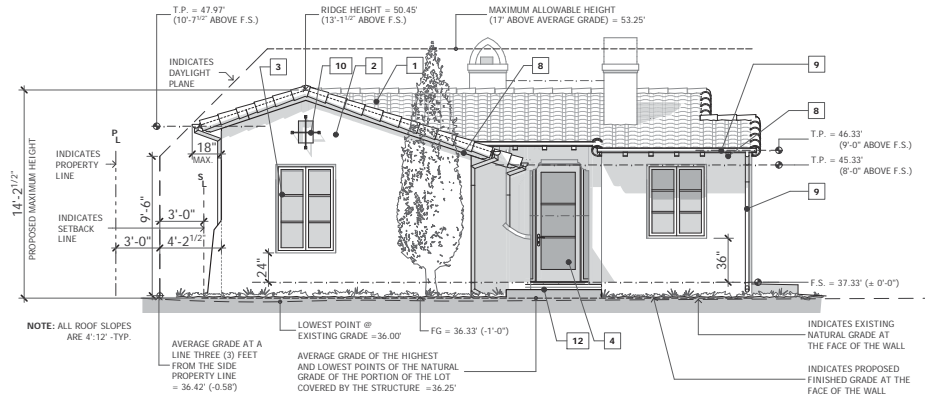 T.P. = 47.97'
(10'-7 1/2" ABOVE F.S.)
RIDGE HEIGHT = 50.45'
(13'-1 1/2" ABOVE F.S.)
MAXIMUM ALLOWABLE HEIGHT
(17' ABOVE AVERAGE GRADE) = 53.25'
INDICATES
DAYLIGHT
PLANE
3
10
2
1
8
9
8
T.P. = 46.33'
(9'-0" ABOVE F.S.)
T.P. = 45.33'
(8'-0" ABOVE F.S.)
9
PL
18"
MAX.
INDICATES
PROPERTY
LINE
SL
14'-2 1/2"
PROPOSED MAXIMUM HEIGHT
9'-6"
3'-0"
INDICATES
SETBACK
LINE
3'-0"
4'-2 1/2"
24"
36"
F.S. = 37.33' (± 0'-0")
NOTE: ALL ROOF SLOPES
ARE 4':12' -TYP.
LOWEST POINT @
EXISTING GRADE =36.00'
FG = 36.33' (-1'-0")
12
4
INDICATES EXISTING
NATURAL GRADE AT
THE FACE OF THE WALL
AVERAGE GRADE AT A
LINE THREE (3) FEET
FROM THE SIDE
PROPERTY LINE
= 36.42' (-0.58')
AVERAGE GRADE OF THE HIGHEST
AND LOWEST POINTS OF THE NATURAL
GRADE OF THE PORTION OF THE LOT
COVERED BY THE STRUCTURE =36.25'
INDICATES PROPOSED
FINISHED GRADE AT THE
FACE OF THE WALL